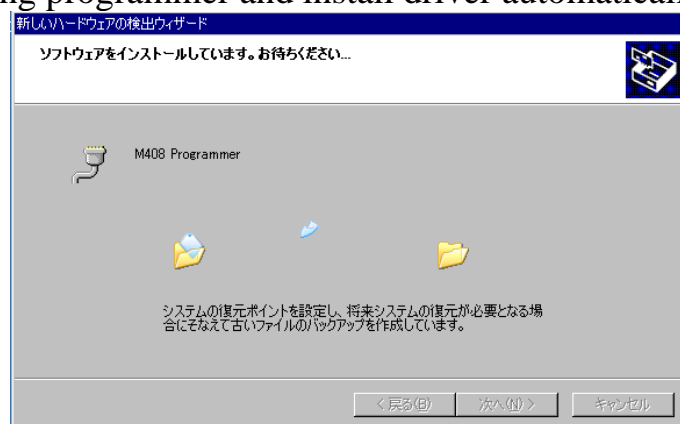 ng programmer and install driver automatical
新しいハードウェアの検出ウィザード
ソフトウェアをインストールしています。お待ちください...
M408 Programmer
システムの復元ポイントを設定し、将来システムの復元が必要となる場
合にそなえて古いファイルのバックアップを作成しています。
< 戻る(B) 次へ(N) > キャンセル